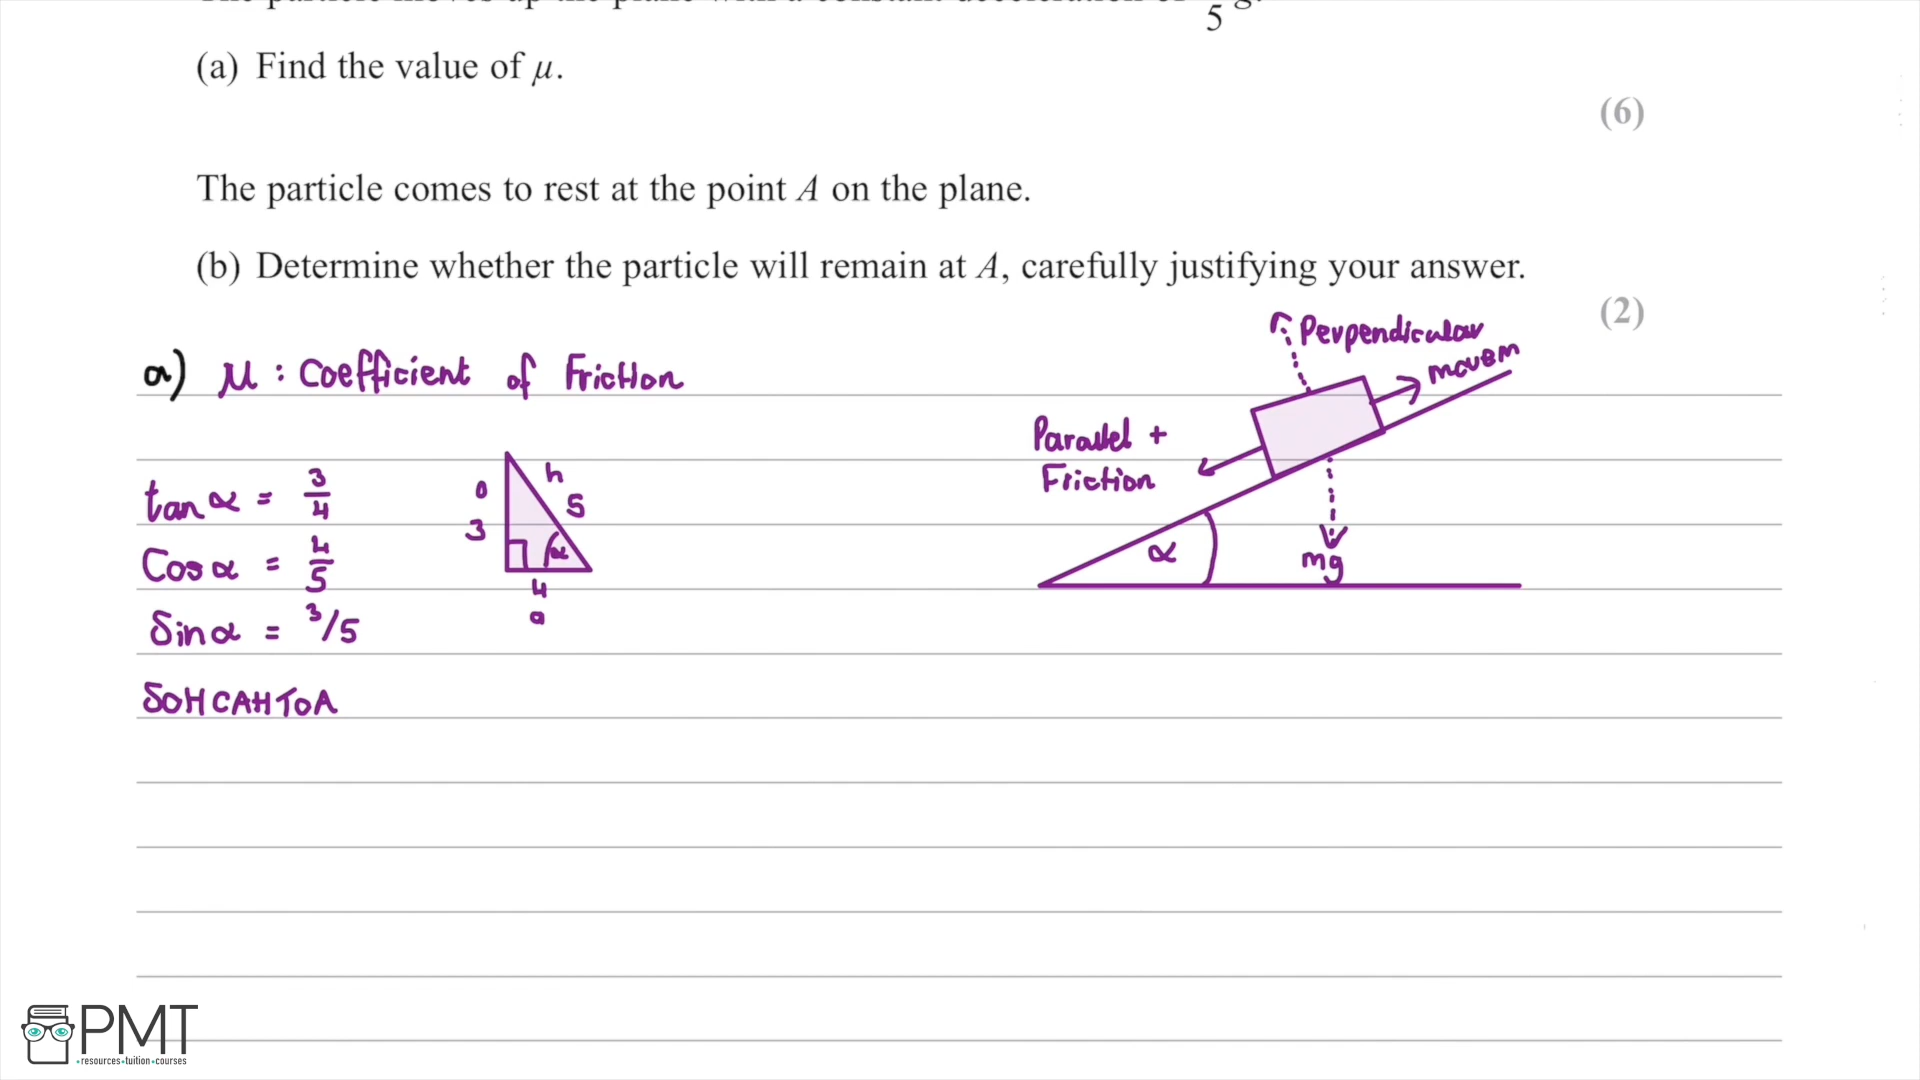 5
(a) Find the value of μ.
(6)
The particle comes to rest at the point A on the plane.
(b) Determine whether the particle will remain at A, carefully justifying your answer.
(2)
a) μ : Coefficient of Friction
Perpendicular
movem
Parallel +
Friction
tan α = 3/4
Cos α = 4/5
Sin α = 3/5
SOHCAHTOA
o
3
h
5
α
4
a
α
mg
PMT
•resources•tuition•courses